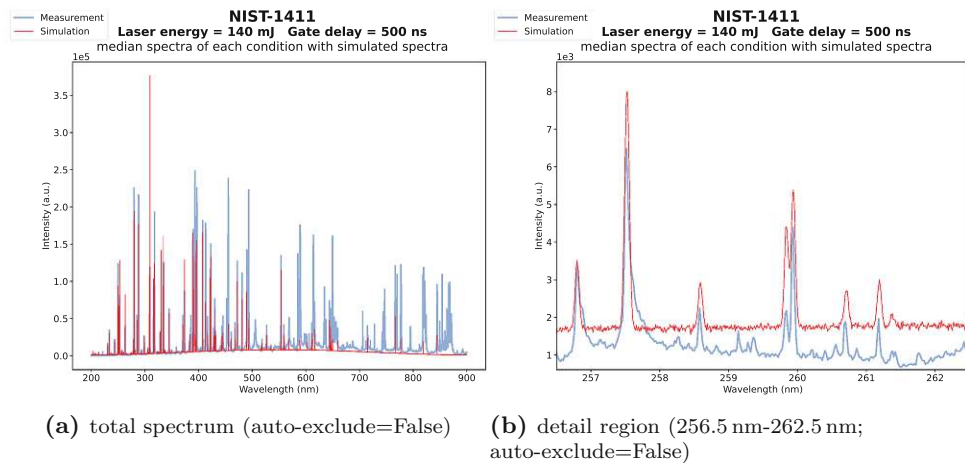 Measurement
Simulation
NIST-1411
Laser energy = 140 mJ Gate delay = 500 ns
median spectra of each condition with simulated spectra
1e5
3.5
3.0
2.5
2.0
1.5
1.0
0.5
0.0
Intensity (a.u.)
200 300 400 500 600 700 800 900
Wavelength (nm)
(a) total spectrum (auto-exclude=False)
Measurement
Simulation
NIST-1411
Laser energy = 140 mJ Gate delay = 500 ns
median spectra of each condition with simulated spectra
1e3
8
7
6
5
4
3
2
1
Intensity (a.u.)
257 258 259 260 261 262
Wavelength (nm)
(b) detail region (256.5 nm-262.5 nm;
auto-exclude=False)